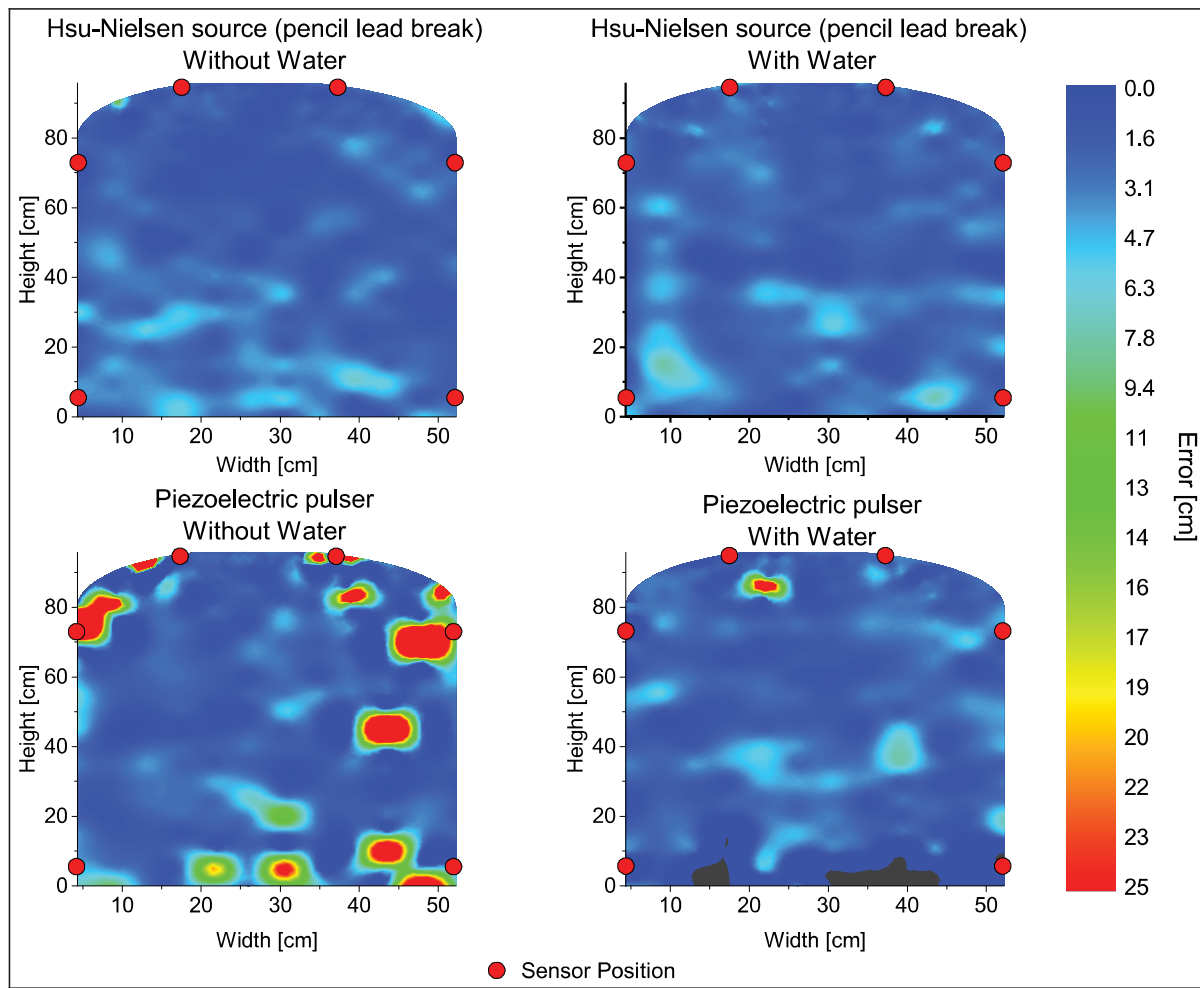 Hsu-Nielsen source (pencil lead break)
Without Water
Height [cm]
80
60
40
20
0
10 20 30 40 50
Width [cm]
Hsu-Nielsen source (pencil lead break)
With Water
Height [cm]
80
60
40
20
0
10 20 30 40 50
Width [cm]
Piezoelectric pulser
Without Water
Height [cm]
80
60
40
20
0
10 20 30 40 50
Width [cm]
Piezoelectric pulser
With Water
Height [cm]
80
60
40
20
0
10 20 30 40 50
Width [cm]
0.0
1.6
3.1
4.7
6.3
7.8
9.4
11
13
14
16
17
19
20
22
23
25
Error [cm]
Sensor Position